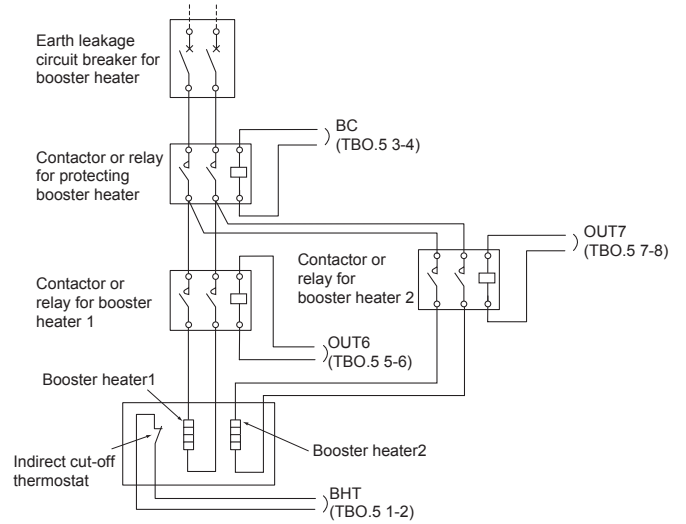 Earth leakage
circuit breaker for
booster heater
BC
(TBO.5 3-4)
Contactor or relay
for protecting
booster heater
OUT7
(TBO.5 7-8)
Contactor or
relay for
booster heater 2
Contactor or
relay for booster
heater 1
OUT6
(TBO.5 5-6)
Booster heater1
Booster heater2
Indirect cut-off
thermostat
BHT
(TBO.5 1-2)